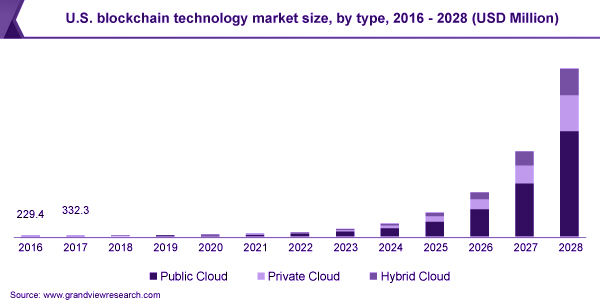 U.S. blockchain technology market size, by type, 2016 - 2028 (USD Million)
229.4 332.3
2016 2017 2018 2019 2020 2021 2022 2023 2024 2025 2026 2027 2028
Public Cloud Private Cloud Hybrid Cloud
Source: www.grandviewresearch.com